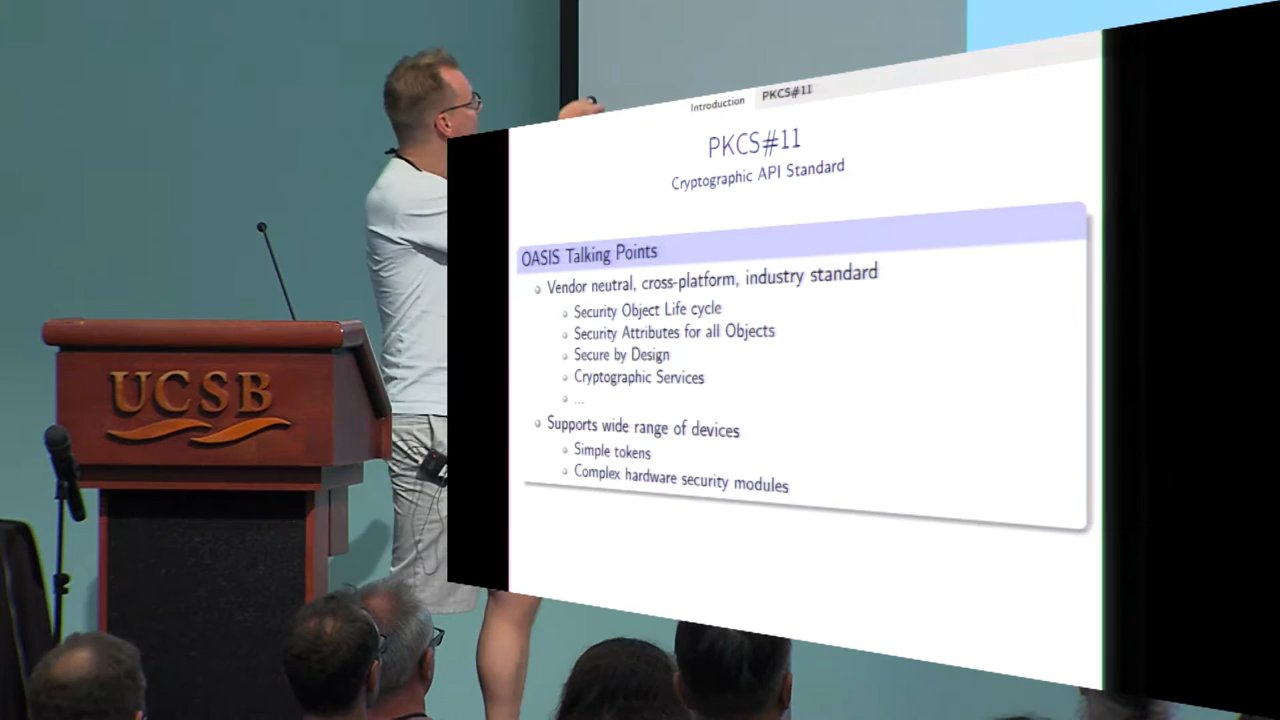 Introduction PKCS#11
PKCS#11
Cryptographic API Standard
OASIS Talking Points
Vendor neutral, cross-platform, industry standard
Security Object Life cycle
Security Attributes for all Objects
Secure by Design
Cryptographic Services
...
Supports wide range of devices
Simple tokens
Complex hardware security modules
UCSB